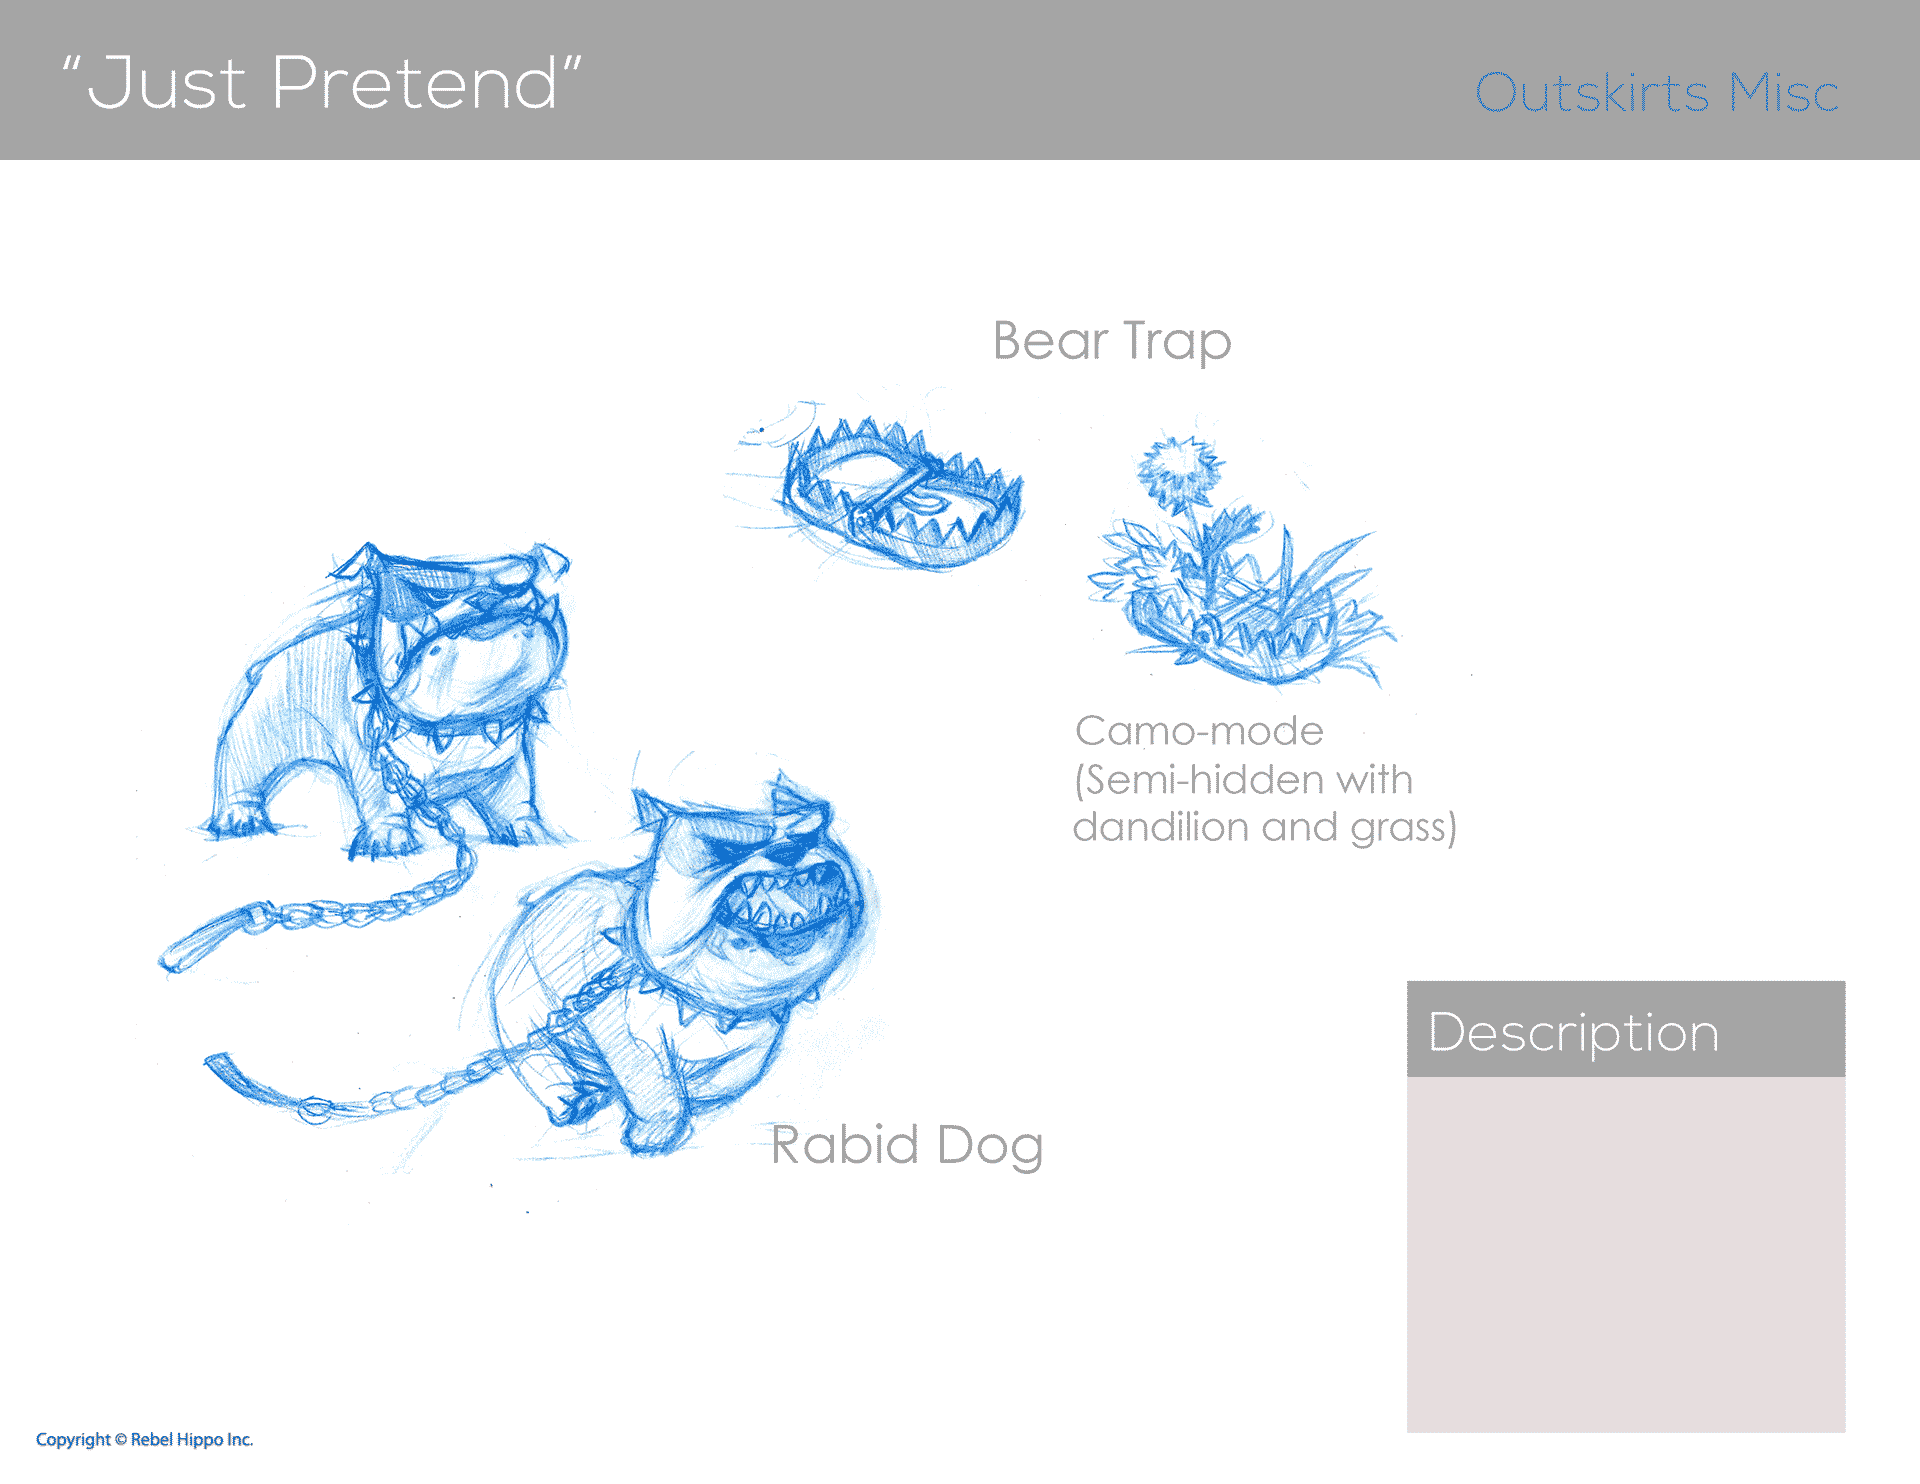 “Just Pretend”
Outskirts Misc
Bear Trap
Camo-mode
(Semi-hidden with
dandilion and grass)
Rabid Dog
Description
Copyright © Rebel Hippo Inc.